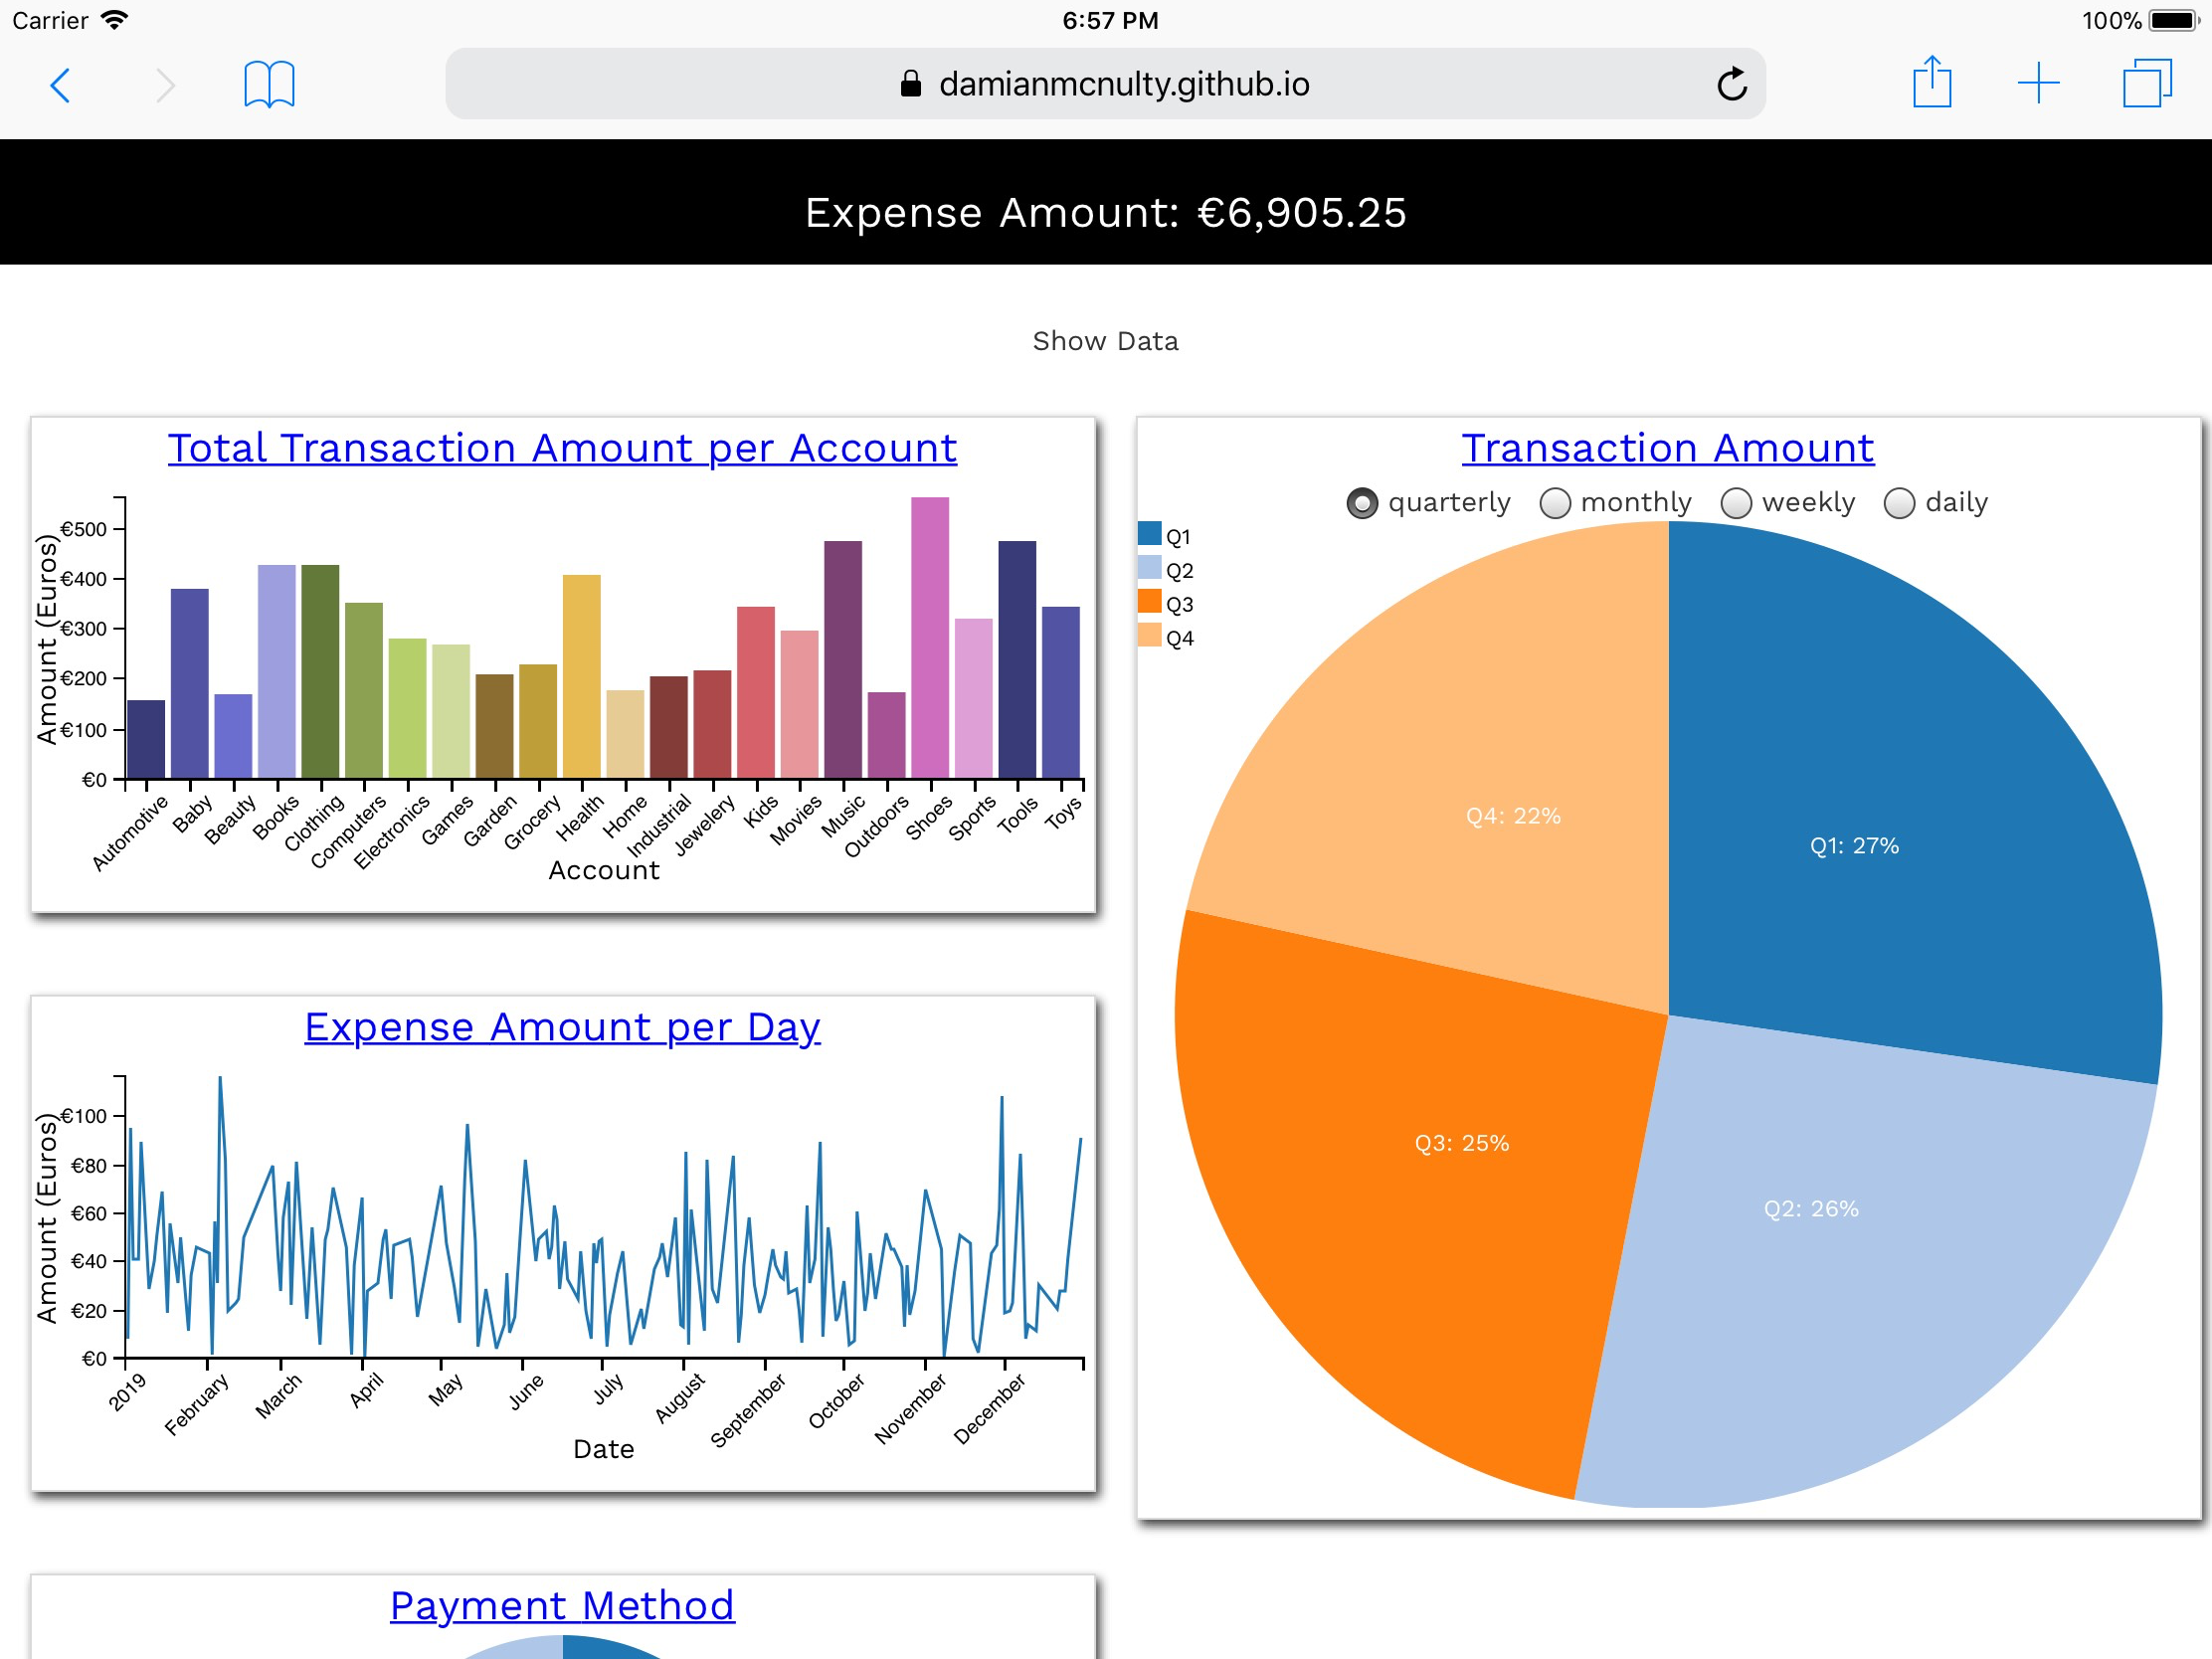 Carrier 6:57 PM 100%
damianmcnulty.github.io
Expense Amount: €6,905.25
Show Data
Total Transaction Amount per Account
Amount (Euros)
€500
€400
€300
€200
€100
€0
Automotive Baby Beauty Books Clothing Computers Electronics Games Garden Grocery Health Home Industrial Jewelery Kids Movies Music Outdoors Shoes Sports Tools Toys
Account
Transaction Amount
quarterly monthly weekly daily
Q1
Q2
Q3
Q4
Q4: 22%
Q1: 27%
Q3: 25%
Q2: 26%
Expense Amount per Day
Amount (Euros)
€100
€80
€60
€40
€20
€0
2019 February March April May June July August September October November December
Date
Payment Method